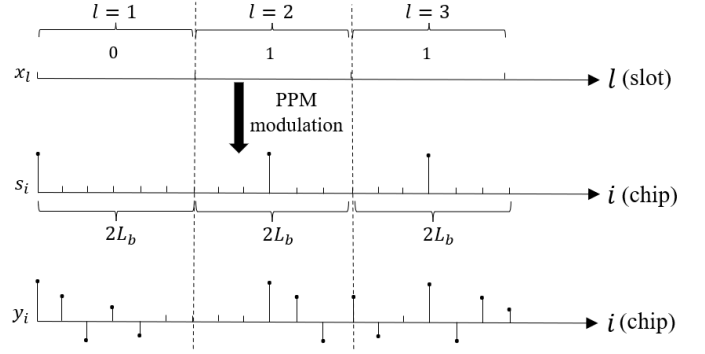 l = 1 l = 2 l = 3
0 1 1
x_l l (slot)
PPM
modulation
s_i i (chip)
2L_b 2L_b 2L_b
y_i i (chip)